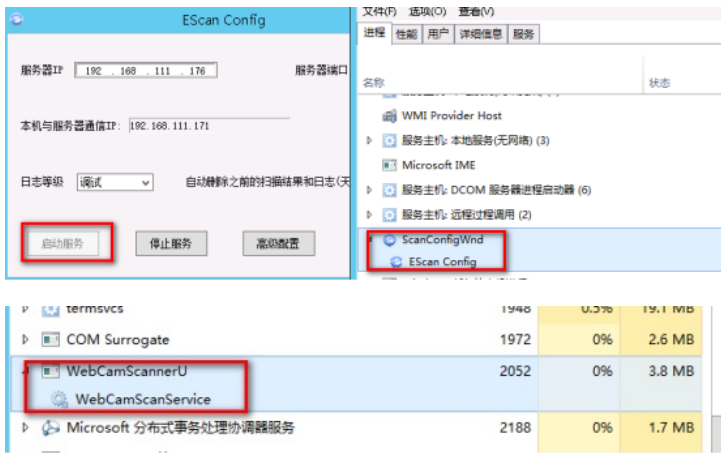 EScan Config
服务器IP 192 . 168 . 111 . 176 服务器端口
本机与服务器通信IP: 192.168.111.171
日志等级 调试 自动删除之前的扫描结果和日志(天
启动服务 停止服务 高级配置
文件(F) 选项(O) 查看(V)
进程 性能 用户 详细信息 服务
名称 状态
WMI Provider Host
服务主机: 本地服务(无网络) (3)
Microsoft IME
服务主机: DCOM 服务器进程启动器 (6)
服务主机: 远程过程调用 (2)
ScanConfigWnd
EScan Config
termsvcs 1948 0.5% 19.1 MB
COM Surrogate 1972 0% 2.6 MB
WebCamScannerU 2052 0% 3.8 MB
WebCamScanService
Microsoft 分布式事务处理协调器服务 2188 0% 1.7 MB